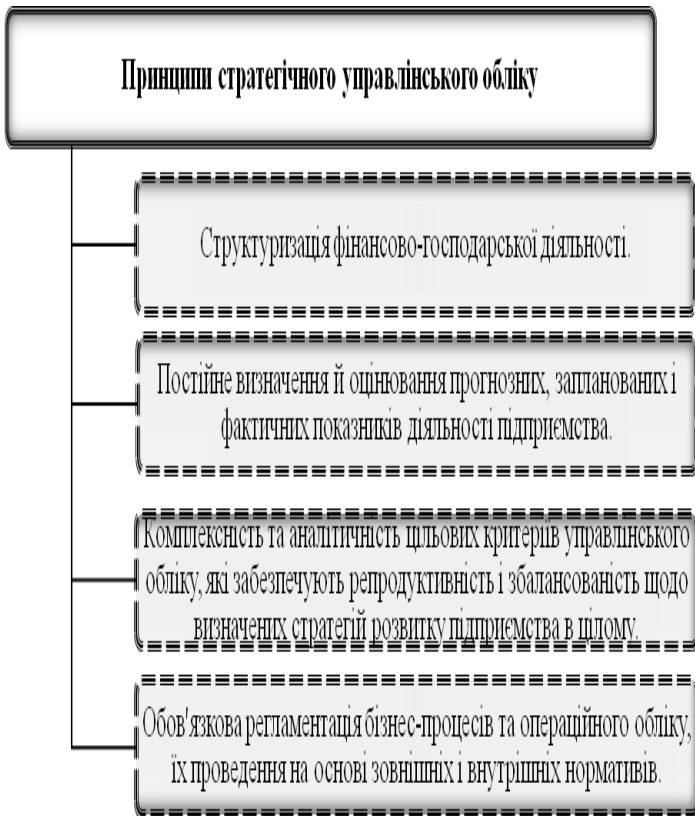 Принципи стратегічного управлінського обліку
Структуризація фінансово-господарської діяльності.
Постійне визначення й оцінювання прогнозних, запланованих і
фактичних показників діяльності підприємства.
Комплексність та аналітичність цільових критеріїв управлінського
обліку, які забезпечують репродуктивність і збалансованість щодо
визначених стратегій розвитку підприємства в цілому.
Обов'язкова регламентація бізнес-процесів та операційного обліку,
їх проведення на основі зовнішніх і внутрішніх нормативів.